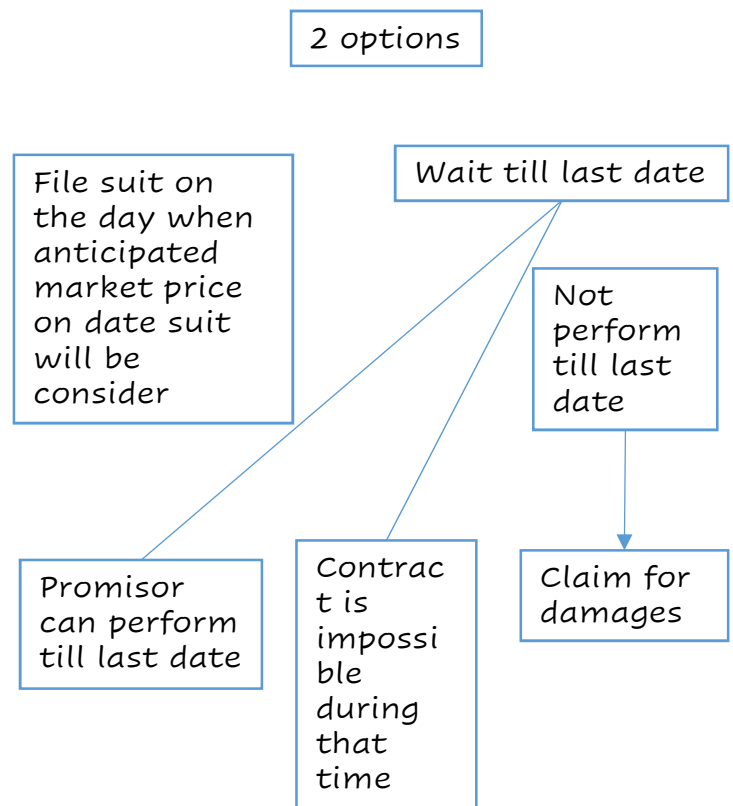 2 options
File suit on
the day when
anticipated
market price
on date suit
will be
consider
Wait till last date
Not
perform
till last
date
Promisor
can perform
till last date
Contrac
t is
impossi
ble
during
that
time
Claim for
damages